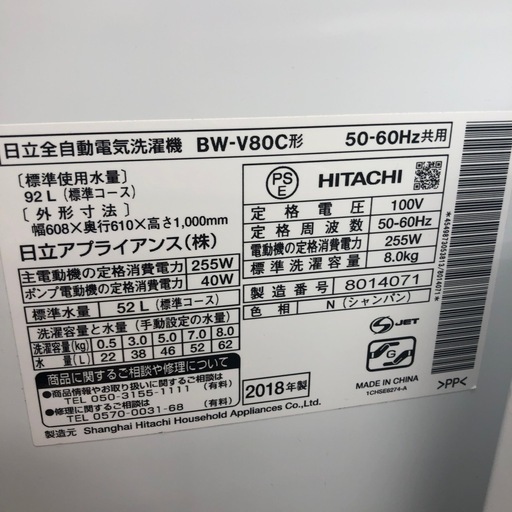 日立全自動電気洗濯機 BW-V80C形 50-60Hz共用
［標準使用水量］
92 L（標準コース）
［外形寸法］
幅608×奥行610×高さ1,000mm
日立アプライアンス（株）
主電動機の定格消費電力 255W
ポンプ電動機の定格消費電力 40W
標準水量 52 L（標準コース）
洗濯容量と水量（手動設定の水量）
洗濯容量(kg) 0.5 3.0 5.0 7.0 8.0
水量(L) 22 38 46 52 62
商品に関するご相談や修理について
●商品情報やお取り扱いに関するご相談は
TEL 050-3155-1111（有料）
●修理に関するご相談は
TEL 0570-0031-68（有料）
製造元 Shanghai Hitachi Household Appliances Co., Ltd.
PS
E
HITACHI
定格電圧 100V
定格周波数 50-60Hz
電動機の定格消費電力 255W
標準洗濯容量 8.0kg
製造番号 8014071
色相 N（シャンパン）
2018年製
S JET
G
MADE IN CHINA
1CHSE6274-A
>PP<